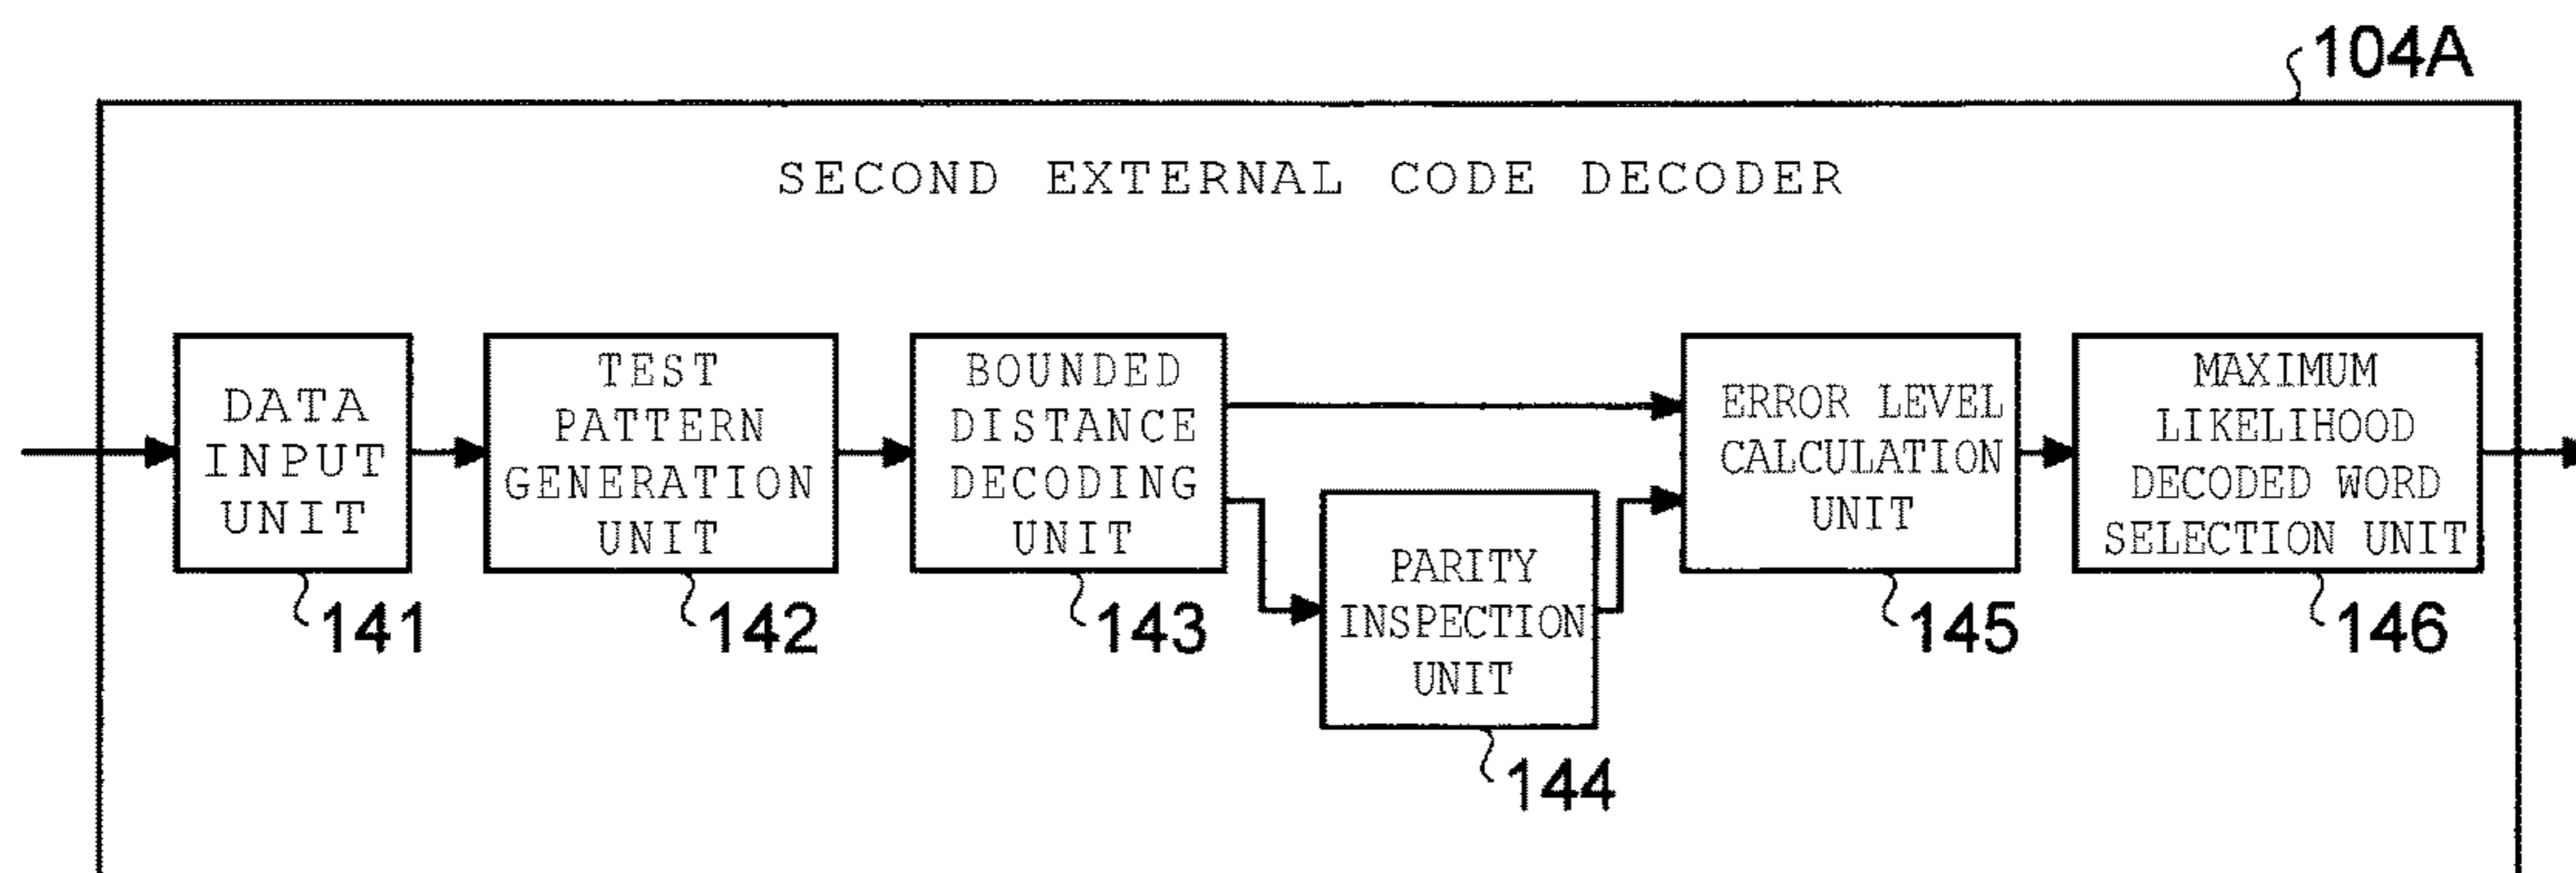 104A
SECOND EXTERNAL CODE DECODER
DATA
INPUT
UNIT
141
TEST
PATTERN
GENERATION
UNIT
142
BOUNDED
DISTANCE
DECODING
UNIT
143
PARITY
INSPECTION
UNIT
144
ERROR LEVEL
CALCULATION
UNIT
145
MAXIMUM
LIKELIHOOD
DECODED WORD
SELECTION UNIT
146